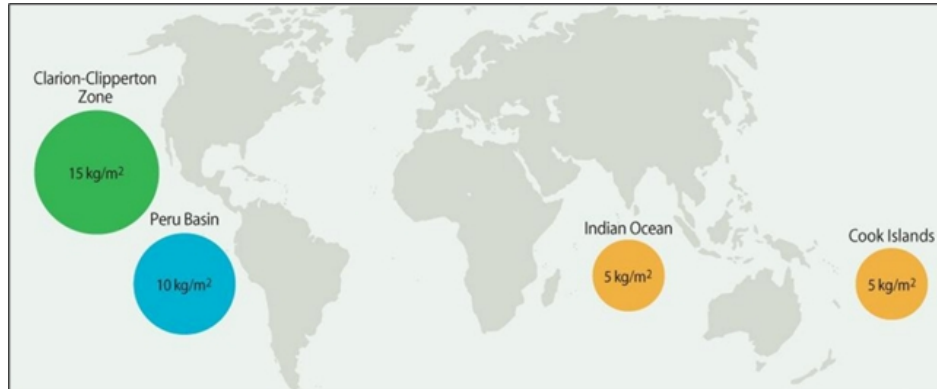 Clarion-Clipperton
Zone
15 kg/m²
Peru Basin
10 kg/m²
Indian Ocean
5 kg/m²
Cook Islands
5 kg/m²